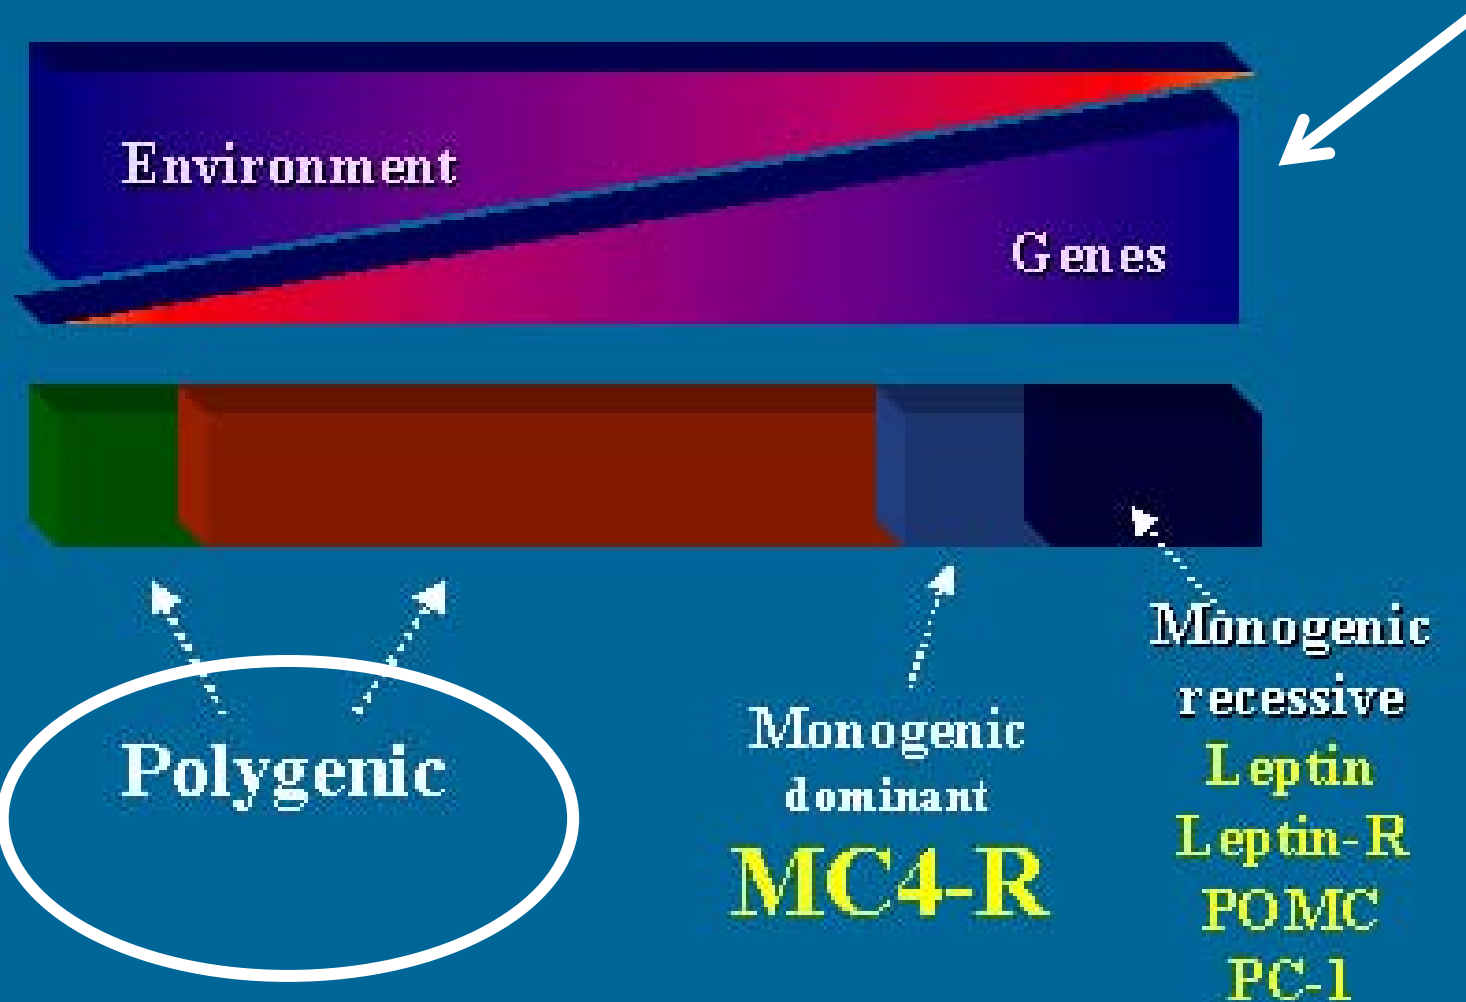 Environment
Genes
Polygenic
Monogenic
dominant
MC4-R
Monogenic
recessive
Leptin
Leptin-R
POMC
PC-1